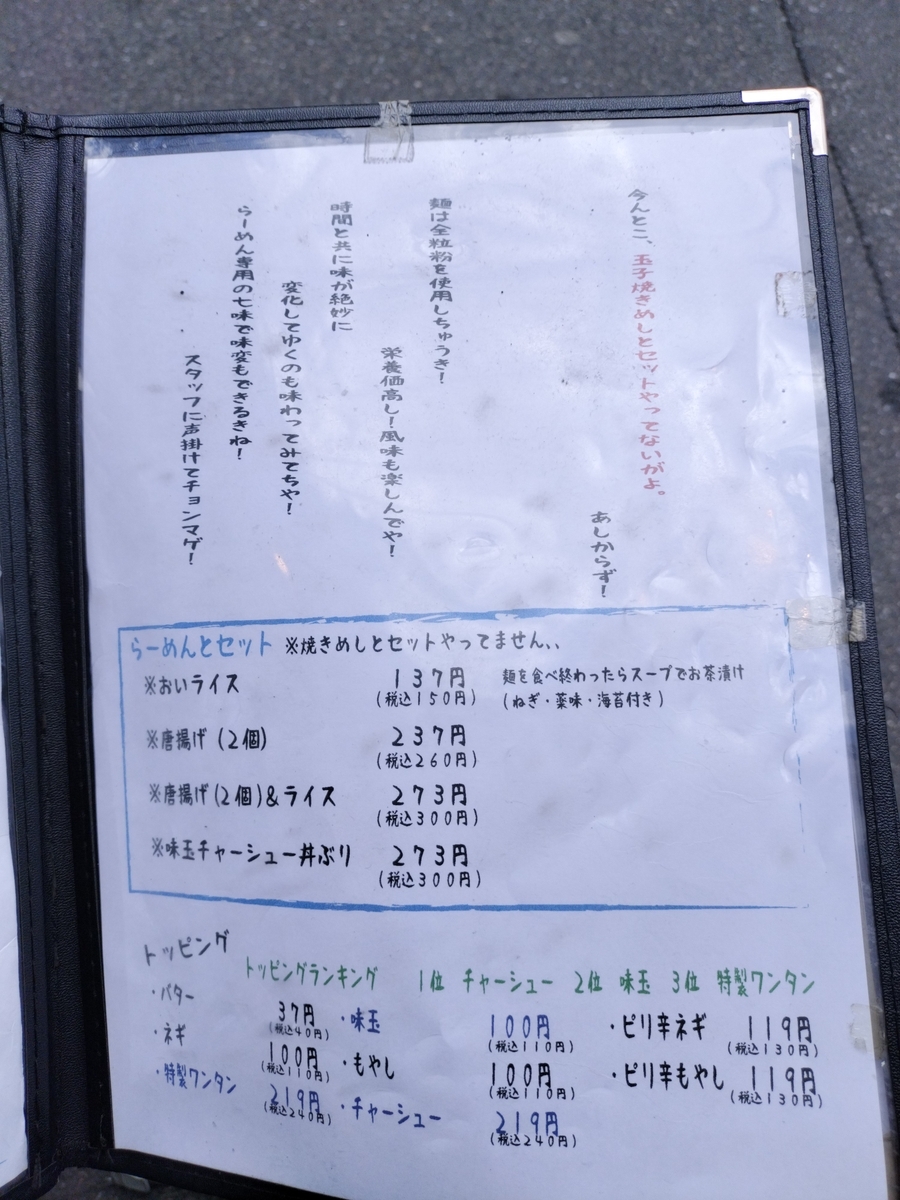 今んとこ、玉子焼きめしとセットやってないがよ。
あしからず!
麺は全粒粉を使用しちゅうき!
栄養価高し!風味も楽しんでや!
時間と共に味が絶妙に
変化してゆくのも味わってみてちや!
らーめん専用の七味で味変もできるきね!
スタッフに声掛けてチョンマゲ!
らーめんとセット ※焼きめしとセットやってません、、
※おいライス 137円 麺を食べ終わったらスープでお茶漬け
(税込150円) (ねぎ・薬味・海苔付き)
※唐揚げ(2個) 237円
(税込260円)
※唐揚げ(2個)&ライス 273円
(税込300円)
※味玉チャーシュー丼ぶり 273円
(税込300円)
トッピング
トッピングランキング 1位 チャーシュー 2位 味玉 3位 特製ワンタン
・バター 37円 ・味玉 100円 ・ピリ辛ネギ 119円
(税込40円) (税込110円) (税込130円)
・ネギ 100円 ・もやし 100円 ・ピリ辛もやし 119円
(税込110円) (税込110円) (税込130円)
・特製ワンタン 219円 ・チャーシュー 219円
(税込240円) (税込240円)